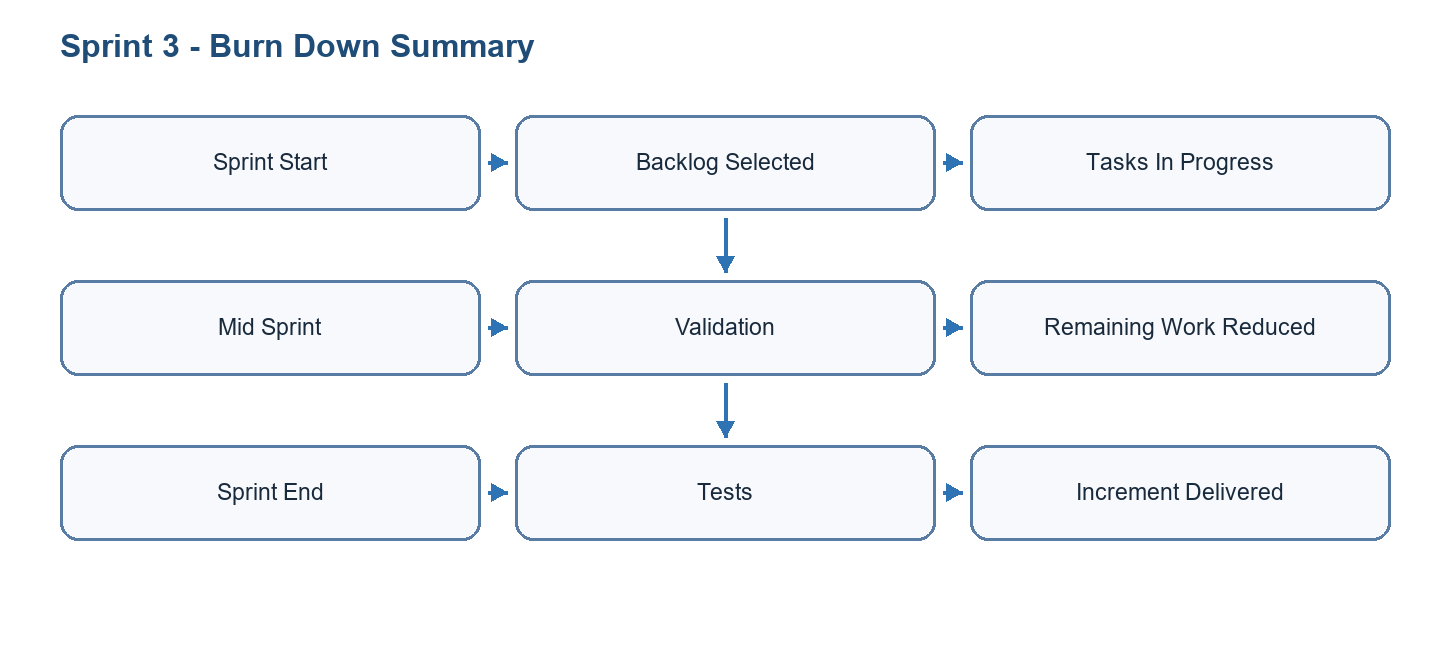 Sprint 3 - Burn Down Summary
Sprint Start
Backlog Selected
Tasks In Progress
Mid Sprint
Validation
Remaining Work Reduced
Sprint End
Tests
Increment Delivered